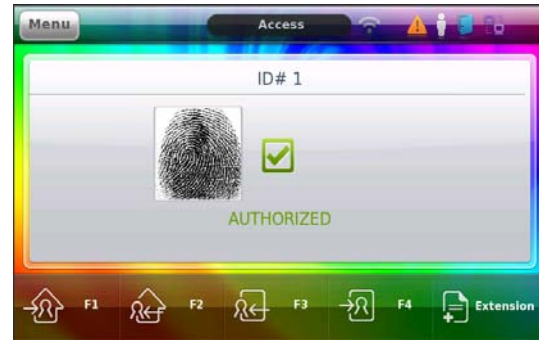 Menu
Access
ID# 1
AUTHORIZED
F1
F2
F3
F4
Extension